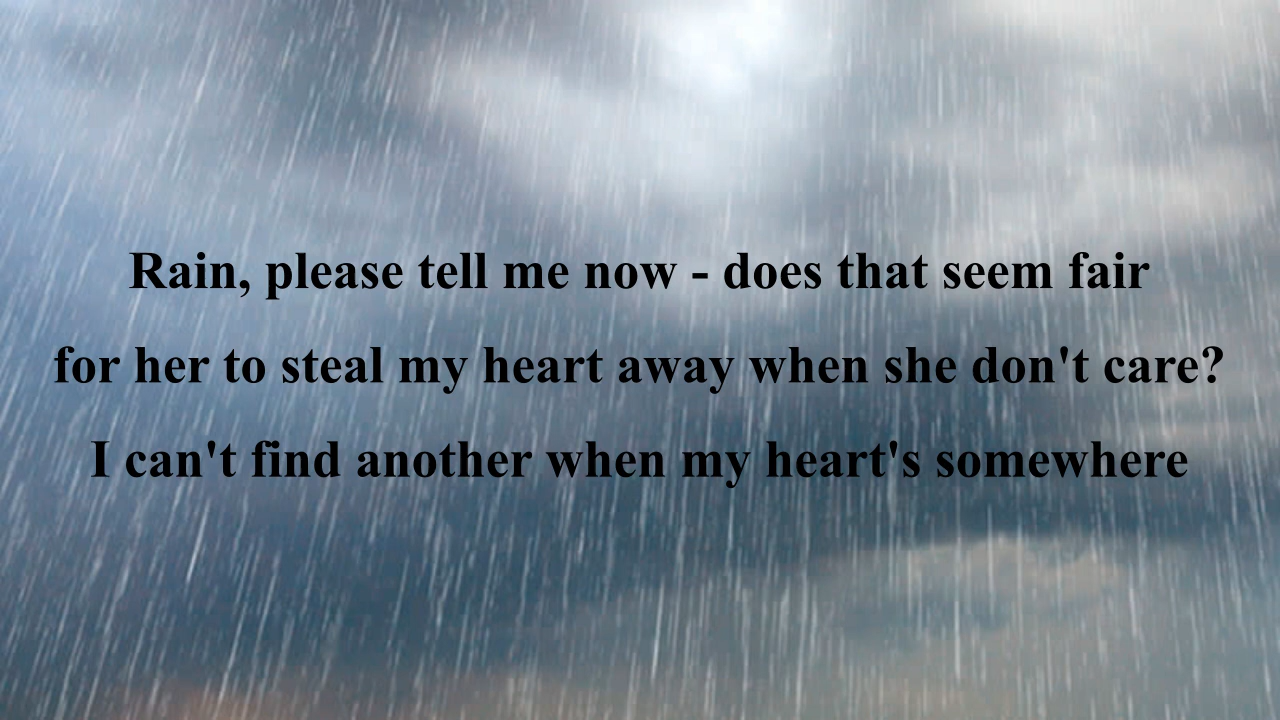 Rain, please tell me now - does that seem fair
for her to steal my heart away when she don't care?
I can't find another when my heart's somewhere